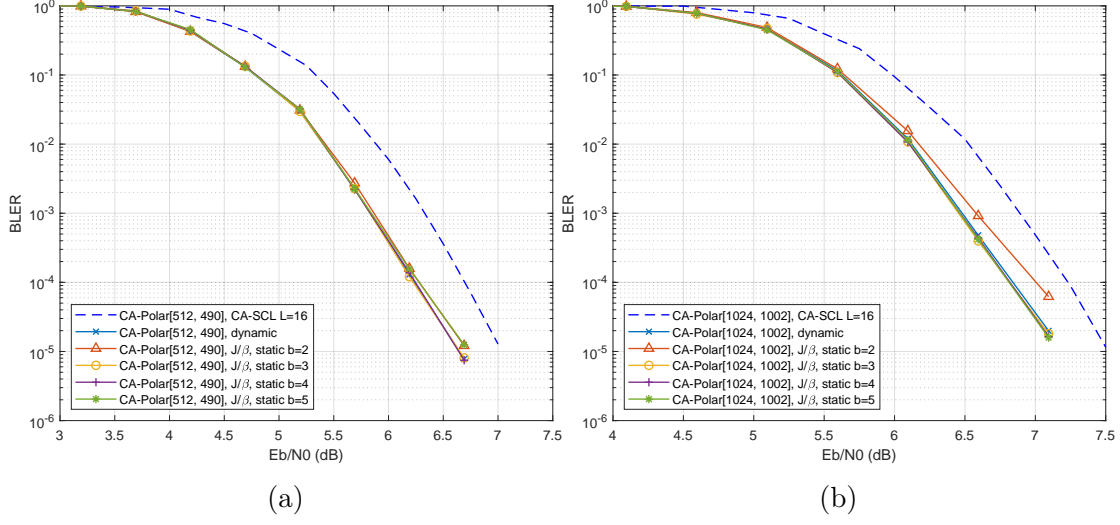 10^0
10^-1
10^-2
10^-3
10^-4
10^-5
10^-6
BLER
3 3.5 4 4.5 5 5.5 6 6.5 7 7.5
Eb/N0 (dB)
CA-Polar[512, 490], CA-SCL L=16
CA-Polar[512, 490], dynamic
CA-Polar[512, 490], J/β, static b=2
CA-Polar[512, 490], J/β, static b=3
CA-Polar[512, 490], J/β, static b=4
CA-Polar[512, 490], J/β, static b=5
(a)
10^0
10^-1
10^-2
10^-3
10^-4
10^-5
10^-6
BLER
4 4.5 5 5.5 6 6.5 7 7.5
Eb/N0 (dB)
CA-Polar[1024, 1002], CA-SCL L=16
CA-Polar[1024, 1002], dynamic
CA-Polar[1024, 1002], J/β, static b=2
CA-Polar[1024, 1002], J/β, static b=3
CA-Polar[1024, 1002], J/β, static b=4
CA-Polar[1024, 1002], J/β, static b=5
(b)